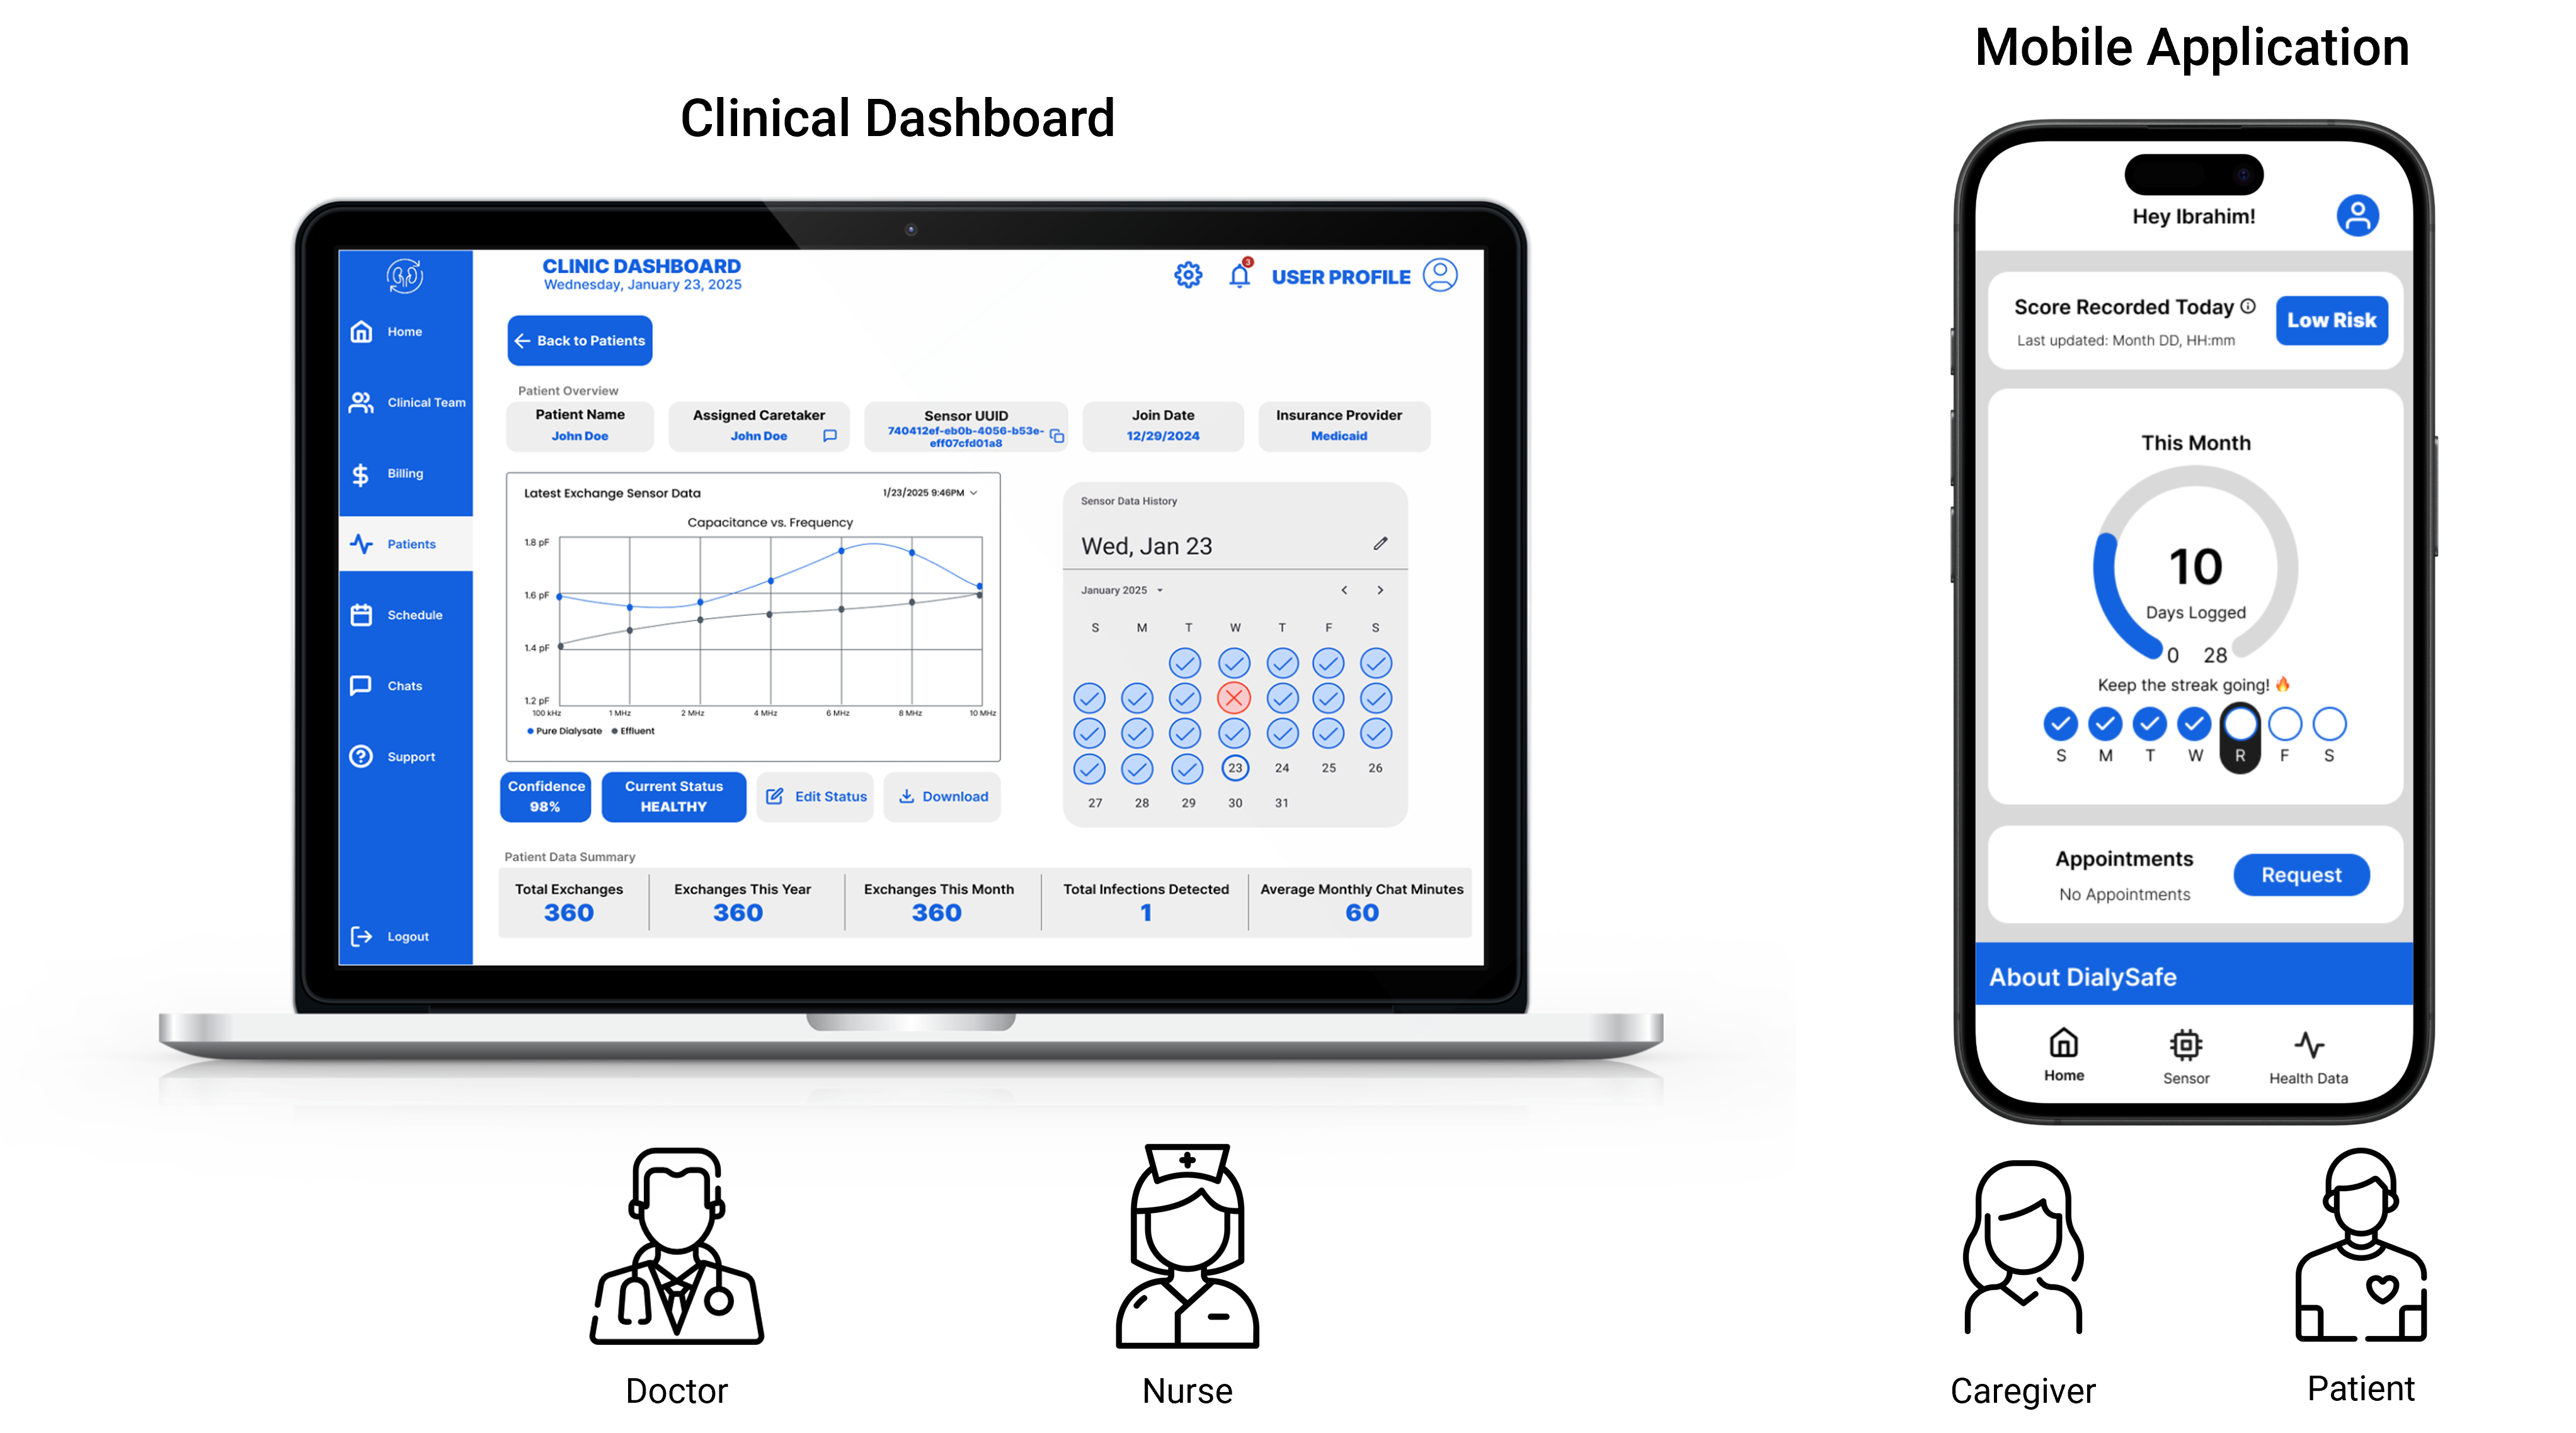 Mobile Application
Clinical Dashboard
CLINIC DASHBOARD
Wednesday, January 23, 2025
3
USER PROFILE
Home
Clinical Team
Billing
Patients
Schedule
Chats
Support
Logout
Back to Patients
Patient Overview
Patient Name
John Doe
Assigned Caretaker
John Doe
Sensor UUID
740412ef-eb0b-4056-b53e-
eff07cfd01a8
Join Date
12/29/2024
Insurance Provider
Medicaid
Latest Exchange Sensor Data
1/23/2025 9:46PM
Capacitance vs. Frequency
1.8 pF
1.6 pF
1.4 pF
1.2 pF
100 kHz 1 MHz 2 MHz 4 MHz 6 MHz 8 MHz 10 MHz
Pure Dialysate Effluent
Confidence
98%
Current Status
HEALTHY
Edit Status
Download
Sensor Data History
Wed, Jan 23
January 2025
S M T W T F S
23 24 25 26
27 28 29 30 31
Patient Data Summary
Total Exchanges
360
Exchanges This Year
360
Exchanges This Month
360
Total Infections Detected
1
Average Monthly Chat Minutes
60
Hey Ibrahim!
Score Recorded Today
Last updated: Month DD, HH:mm
Low Risk
This Month
10
Days Logged
0 28
Keep the streak going! 🔥
S M T W R F S
Appointments
No Appointments
Request
About DialySafe
Home
Sensor
Health Data
Doctor
Nurse
Caregiver
Patient